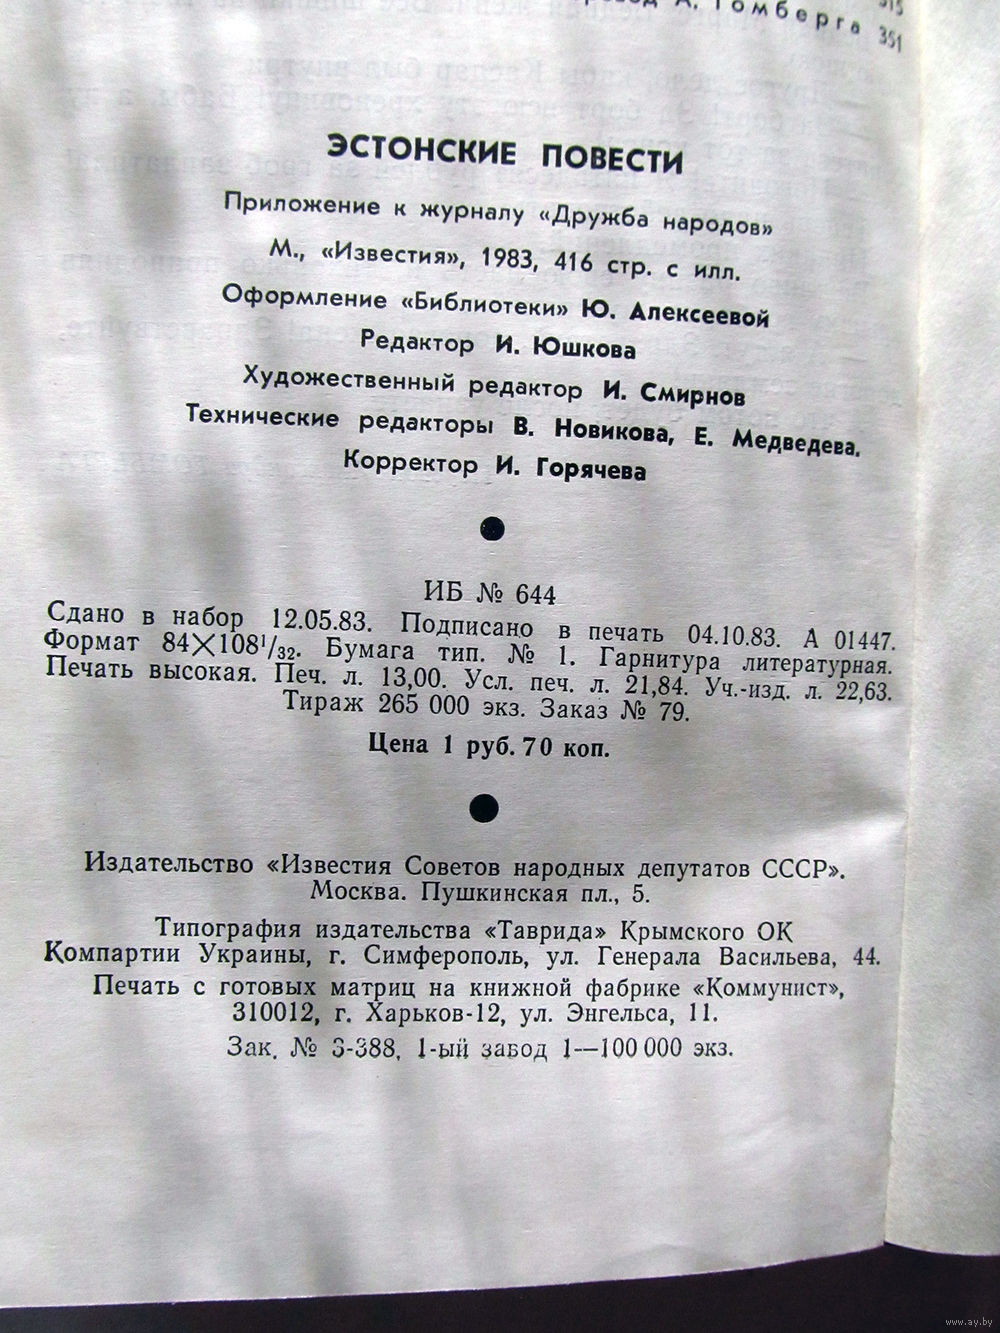 315
А. Гомберга 351
ЭСТОНСКИЕ ПОВЕСТИ
Приложение к журналу «Дружба народов»
М., «Известия», 1983, 416 стр. с илл.
Оформление «Библиотеки» Ю. Алексеевой
Редактор И. Юшкова
Художественный редактор И. Смирнов
Технические редакторы В. Новикова, Е. Медведева.
Корректор И. Горячева
ИБ № 644
Сдано в набор 12.05.83. Подписано в печать 04.10.83. А 01447.
Формат 84×108¹/₃₂. Бумага тип. № 1. Гарнитура литературная.
Печать высокая. Печ. л. 13,00. Усл. печ. л. 21,84. Уч.-изд. л. 22,63.
Тираж 265 000 экз. Заказ № 79.
Цена 1 руб. 70 коп.
Издательство «Известия Советов народных депутатов СССР».
Москва. Пушкинская пл., 5.
Типография издательства «Таврида» Крымского ОК
Компартии Украины, г. Симферополь, ул. Генерала Васильева, 44.
Печать с готовых матриц на книжной фабрике «Коммунист»,
310012, г. Харьков-12, ул. Энгельса, 11.
Зак. № 3-388. 1-ый завод 1—100 000 экз.
www.ay.by